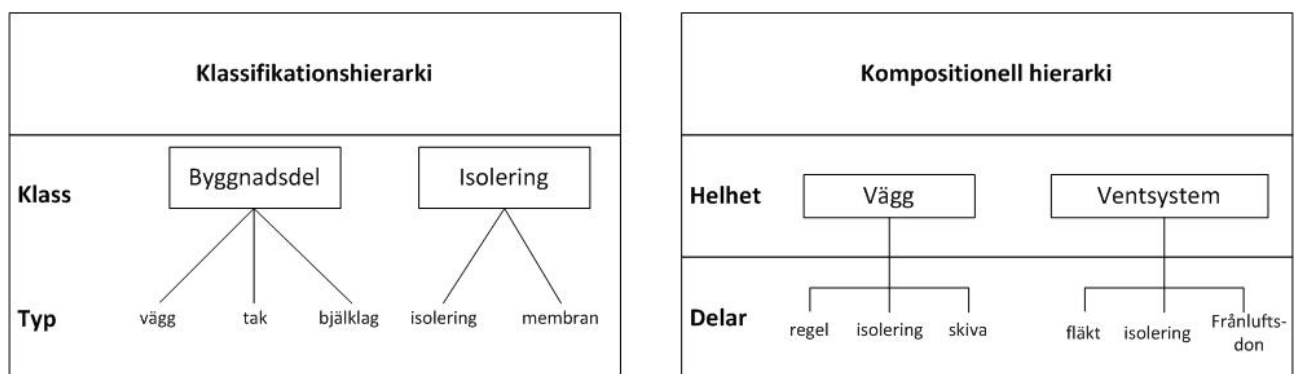 Klassifikationshierarki
Klass
Byggnadsdel
Isolering
Typ
vägg
tak
bjälklag
isolering
membran
Kompositionell hierarki
Helhet
Vägg
Ventsystem
Delar
regel
isolering
skiva
fläkt
isolering
Frånlufts-
don